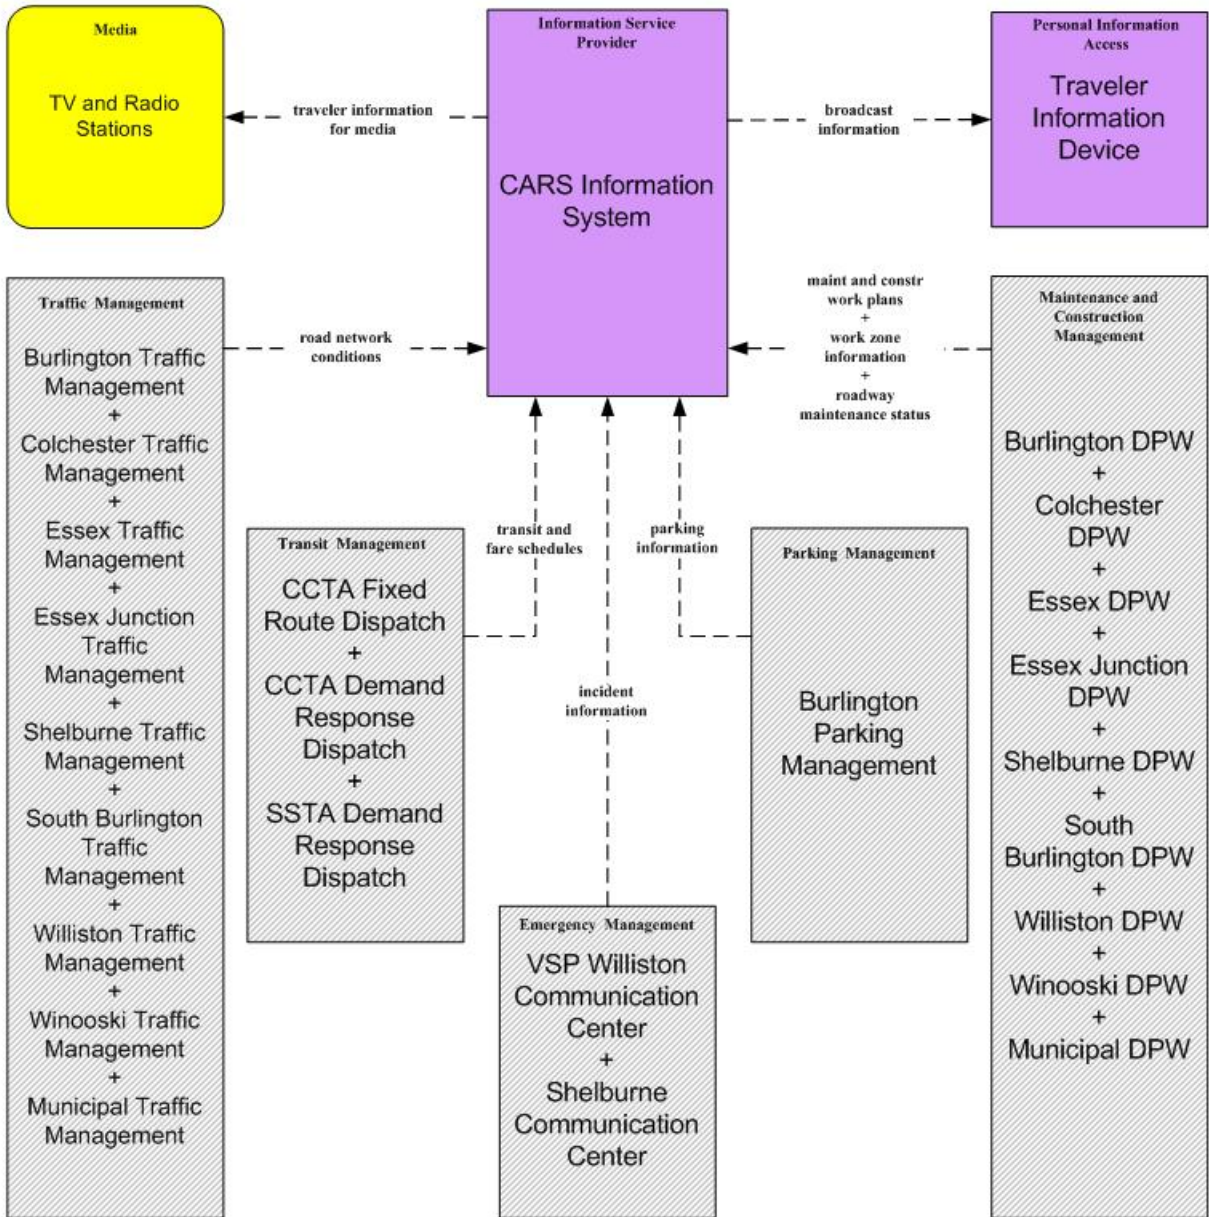 Media
TV and Radio
Stations
traveler information
for media
Information Service
Provider
CARS Information
System
broadcast
information
Personal Information
Access
Traveler
Information
Device
Traffic Management
Burlington Traffic
Management
+
Colchester Traffic
Management
+
Essex Traffic
Management
+
Essex Junction
Traffic
Management
+
Shelburne Traffic
Management
+
South Burlington
Traffic
Management
+
Williston Traffic
Management
+
Winooski Traffic
Management
+
Municipal Traffic
Management
road network
conditions
Transit Management
CCTA Fixed
Route Dispatch
+
CCTA Demand
Response
Dispatch
+
SSTA Demand
Response
Dispatch
transit and
fare schedules
incident
information
Emergency Management
VSP Williston
Communication
Center
+
Shelburne
Communication
Center
parking
information
Parking Management
Burlington
Parking
Management
maint and constr
work plans
+
work zone
information
+
roadway
maintenance status
Maintenance and
Construction
Management
Burlington DPW
+
Colchester
DPW
+
Essex DPW
+
Essex Junction
DPW
+
Shelburne DPW
+
South
Burlington DPW
+
Williston DPW
+
Winooski DPW
+
Municipal DPW